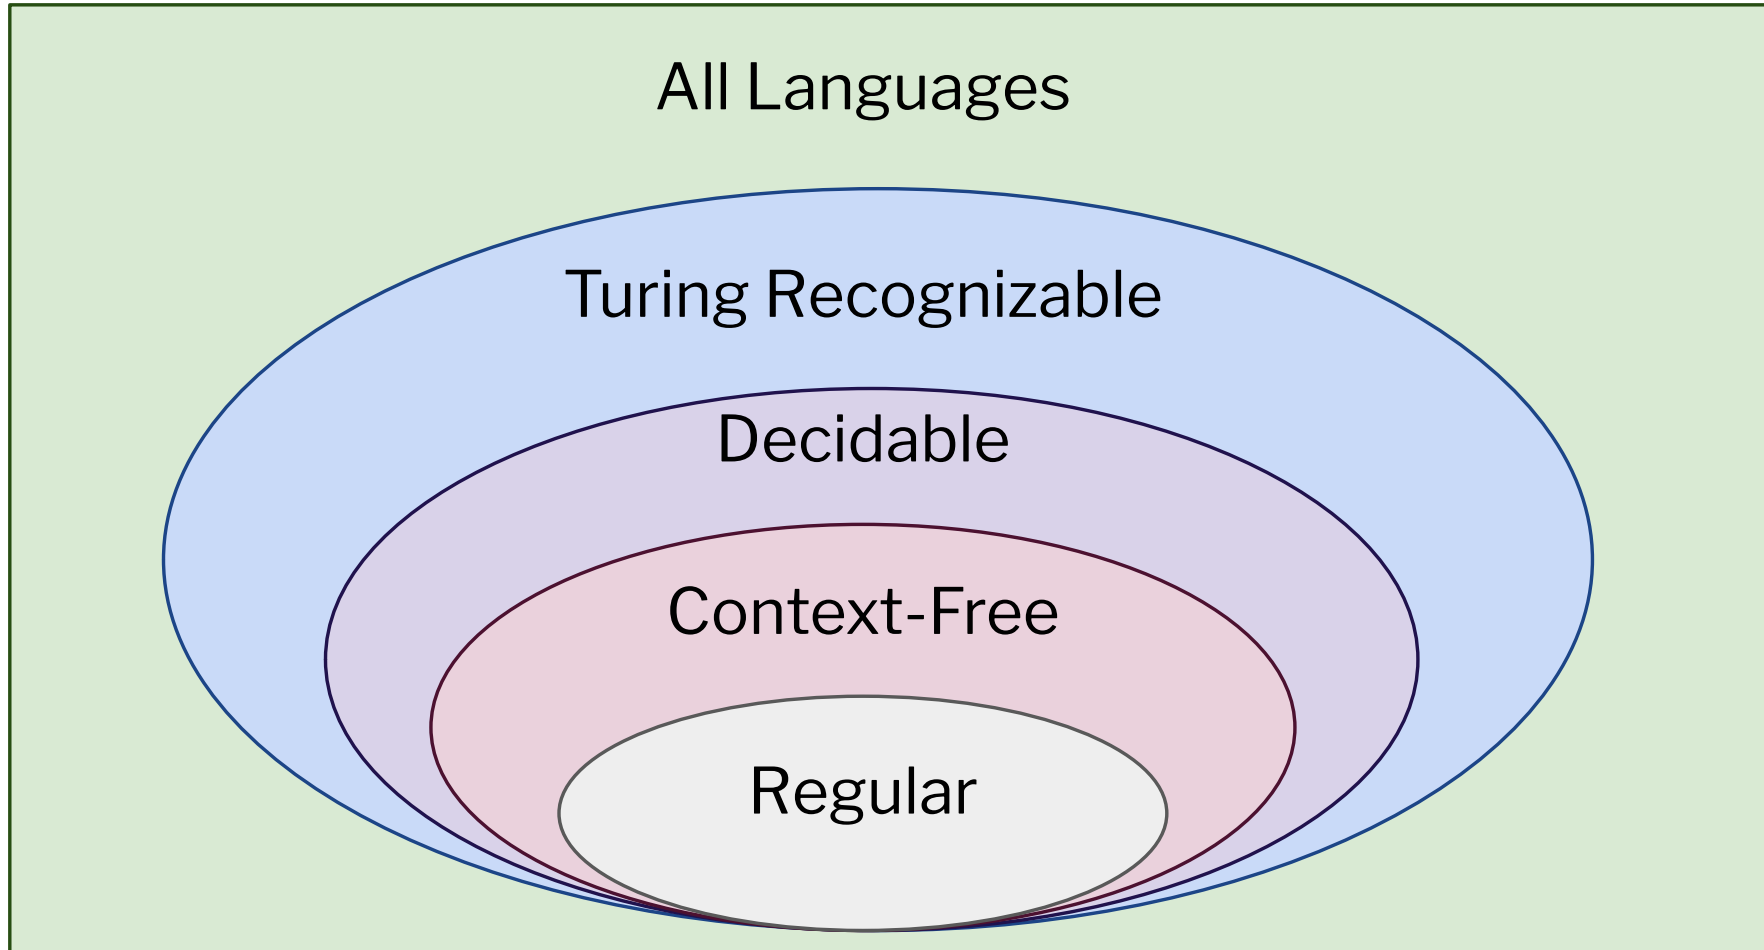 All Languages
Turing Recognizable
Decidable
Context-Free
Regular